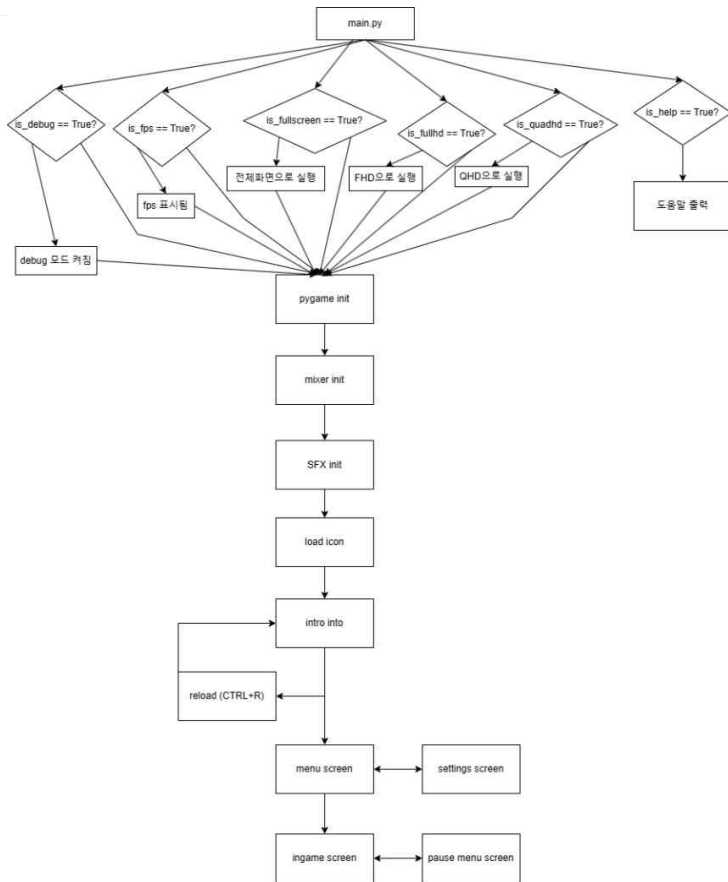 main.py
is_debug == True?
is_fps == True?
is_fullscreen == True?
is_fullhd == True?
is_quadhd == True?
is_help == True?
전체화면으로 실행
FHD으로 실행
QHD으로 실행
fps 표시됨
도움말 출력
debug 모드 켜짐
pygame init
mixer init
SFX init
load icon
intro into
reload (CTRL+R)
menu screen
settings screen
ingame screen
pause menu screen